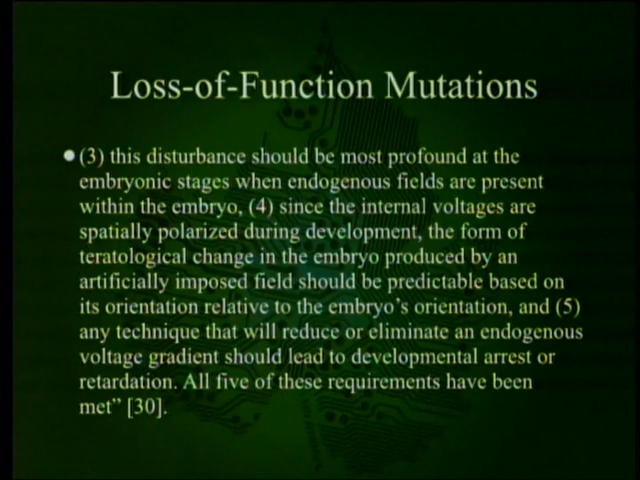 Loss-of-Function Mutations
(3) this disturbance should be most profound at the
embryonic stages when endogenous fields are present
within the embryo, (4) since the internal voltages are
spatially polarized during development, the form of
teratological change in the embryo produced by an
artificially imposed field should be predictable based on
its orientation relative to the embryo's orientation, and (5)
any technique that will reduce or eliminate an endogenous
voltage gradient should lead to developmental arrest or
retardation. All five of these requirements have been
met” [30].